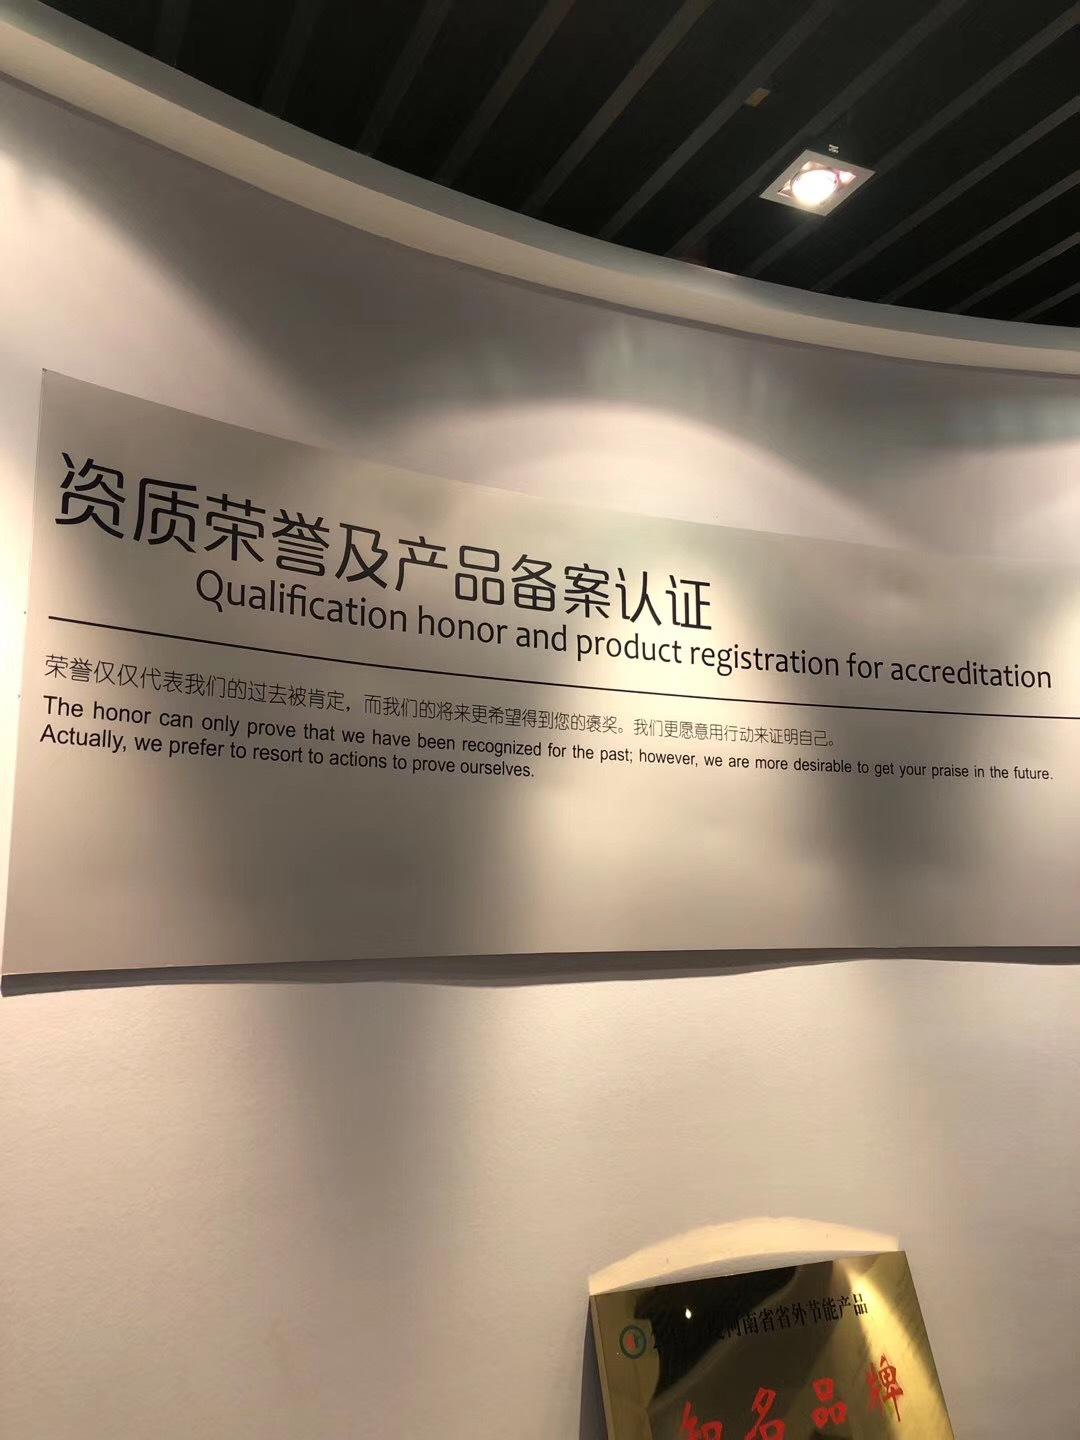 资质荣誉及产品备案认证
Qualification honor and product registration for accreditation
荣誉仅仅代表我们的过去被肯定，而我们的将来更希望得到您的褒奖。我们更愿意用行动来证明自己。
The honor can only prove that we have been recognized for the past; however, we are more desirable to get your praise in the future.
Actually, we prefer to resort to actions to prove ourselves.
河南省省外节能产品
知名品牌